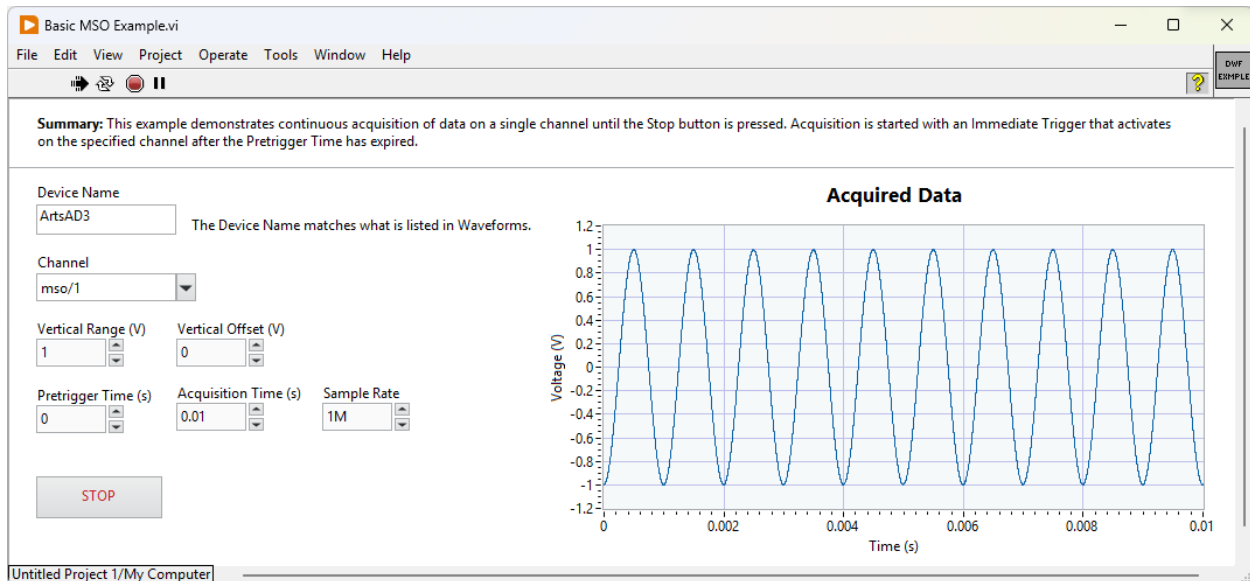 Basic MSO Example.vi
File Edit View Project Operate Tools Window Help
DWF
EXMPLE
?
Summary: This example demonstrates continuous acquisition of data on a single channel until the Stop button is pressed. Acquisition is started with an Immediate Trigger that activates
on the specified channel after the Pretrigger Time has expired.
Device Name
ArtsAD3
The Device Name matches what is listed in Waveforms.
Channel
mso/1
Vertical Range (V) Vertical Offset (V)
1 0
Pretrigger Time (s) Acquisition Time (s) Sample Rate
0 0.01 1M
STOP
Acquired Data
Voltage (V)
1.2
1
0.8
0.6
0.4
0.2
0
-0.2
-0.4
-0.6
-0.8
-1
-1.2
0 0.002 0.004 0.006 0.008 0.01
Time (s)
Untitled Project 1/My Computer